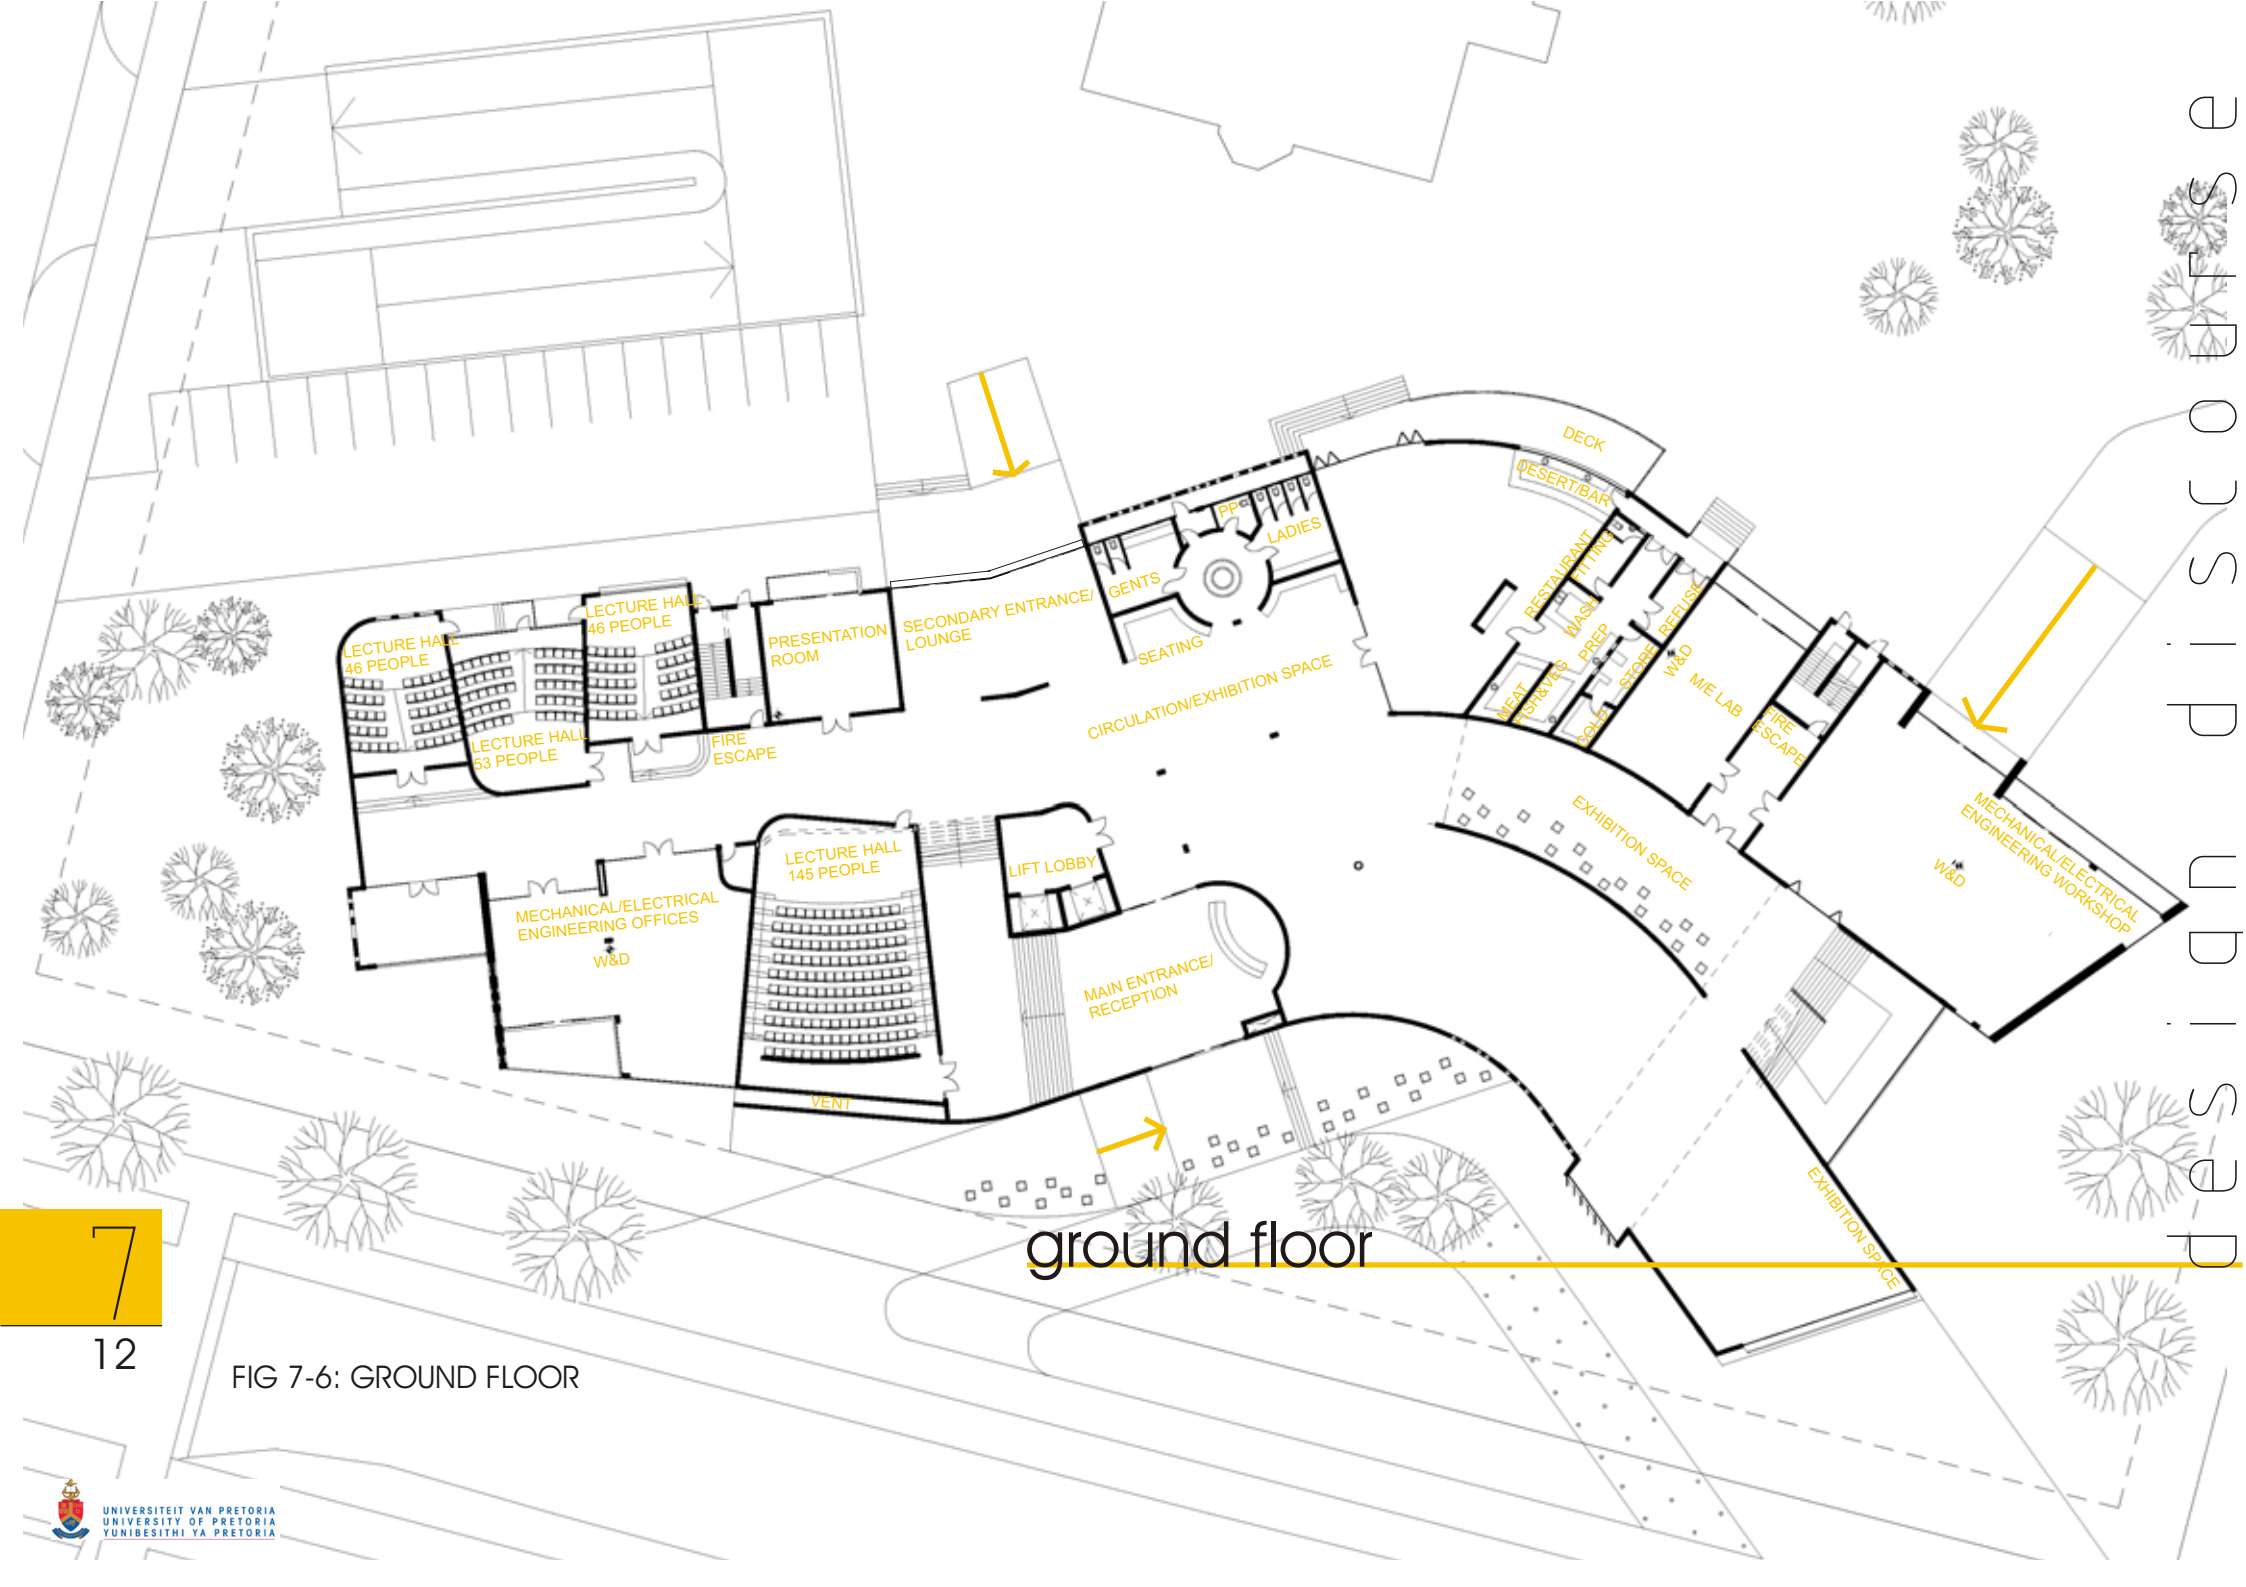 DECK
DESERT/BAR
PP
LADIES
GENTS
SEATING
RESTAURANT
FITTING
WASH
PREP
REFUSE
STORE
W&D
MEAT
FISH&VEG
COLD
M/E LAB
FIRE
ESCAPE
LECTURE HALL
46 PEOPLE
LECTURE HALL
46 PEOPLE
LECTURE HALL
53 PEOPLE
PRESENTATION
ROOM
SECONDARY ENTRANCE/
LOUNGE
FIRE
ESCAPE
CIRCULATION/EXHIBITION SPACE
EXHIBITION SPACE
MECHANICAL/ELECTRICAL
ENGINEERING WORKSHOP
W&D
LECTURE HALL
145 PEOPLE
LIFT LOBBY
MECHANICAL/ELECTRICAL
ENGINEERING OFFICES
W&D
MAIN ENTRANCE/
RECEPTION
VENT
EXHIBITION SPACE
ground floor
design discourse
7
12
FIG 7-6: GROUND FLOOR
UNIVERSITEIT VAN PRETORIA
UNIVERSITY OF PRETORIA
YUNIBESITHI YA PRETORIA